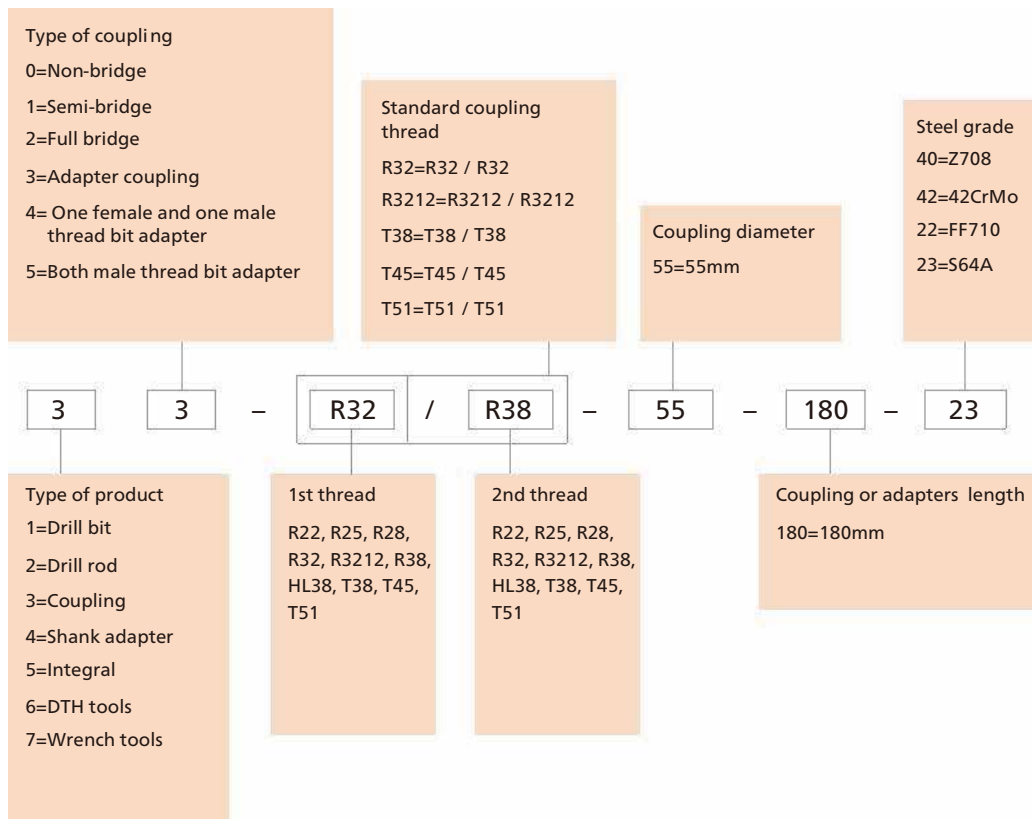 Type of coupling
0=Non-bridge
1=Semi-bridge
2=Full bridge
3=Adapter coupling
4= One female and one male
thread bit adapter
5=Both male thread bit adapter
Standard coupling
thread
R32=R32 / R32
R3212=R3212 / R3212
T38=T38 / T38
T45=T45 / T45
T51=T51 / T51
Coupling diameter
55=55mm
Steel grade
40=Z708
42=42CrMo
22=FF710
23=S64A
3 3 – R32 / R38 – 55 – 180 – 23
Type of product
1=Drill bit
2=Drill rod
3=Coupling
4=Shank adapter
5=Integral
6=DTH tools
7=Wrench tools
1st thread
R22, R25, R28,
R32, R3212, R38,
HL38, T38, T45,
T51
2nd thread
R22, R25, R28,
R32, R3212, R38,
HL38, T38, T45,
T51
Coupling or adapters length
180=180mm